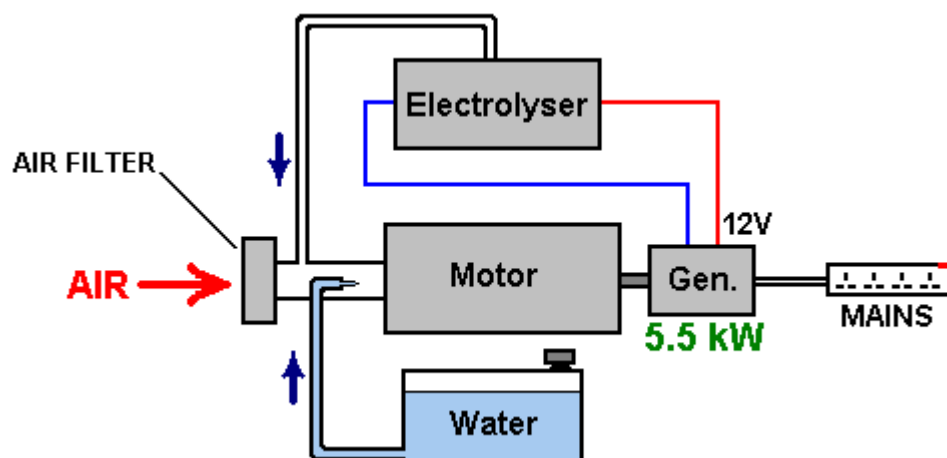 Electrolyser
AIR FILTER
12V
AIR
Motor
Gen.
MAINS
5.5 kW
Water